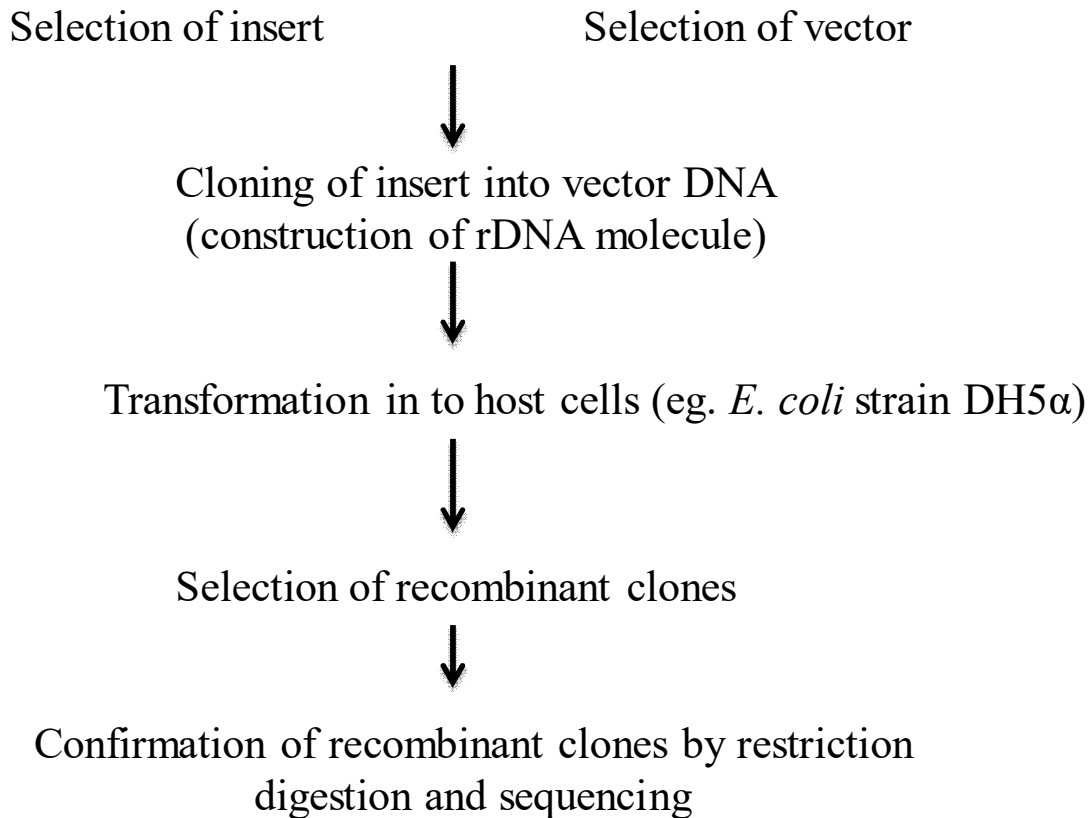 Selection of insert
Selection of vector
Cloning of insert into vector DNA
(construction of rDNA molecule)
Transformation in to host cells (eg. E. coli strain DH5α)
Selection of recombinant clones
Confirmation of recombinant clones by restriction
digestion and sequencing